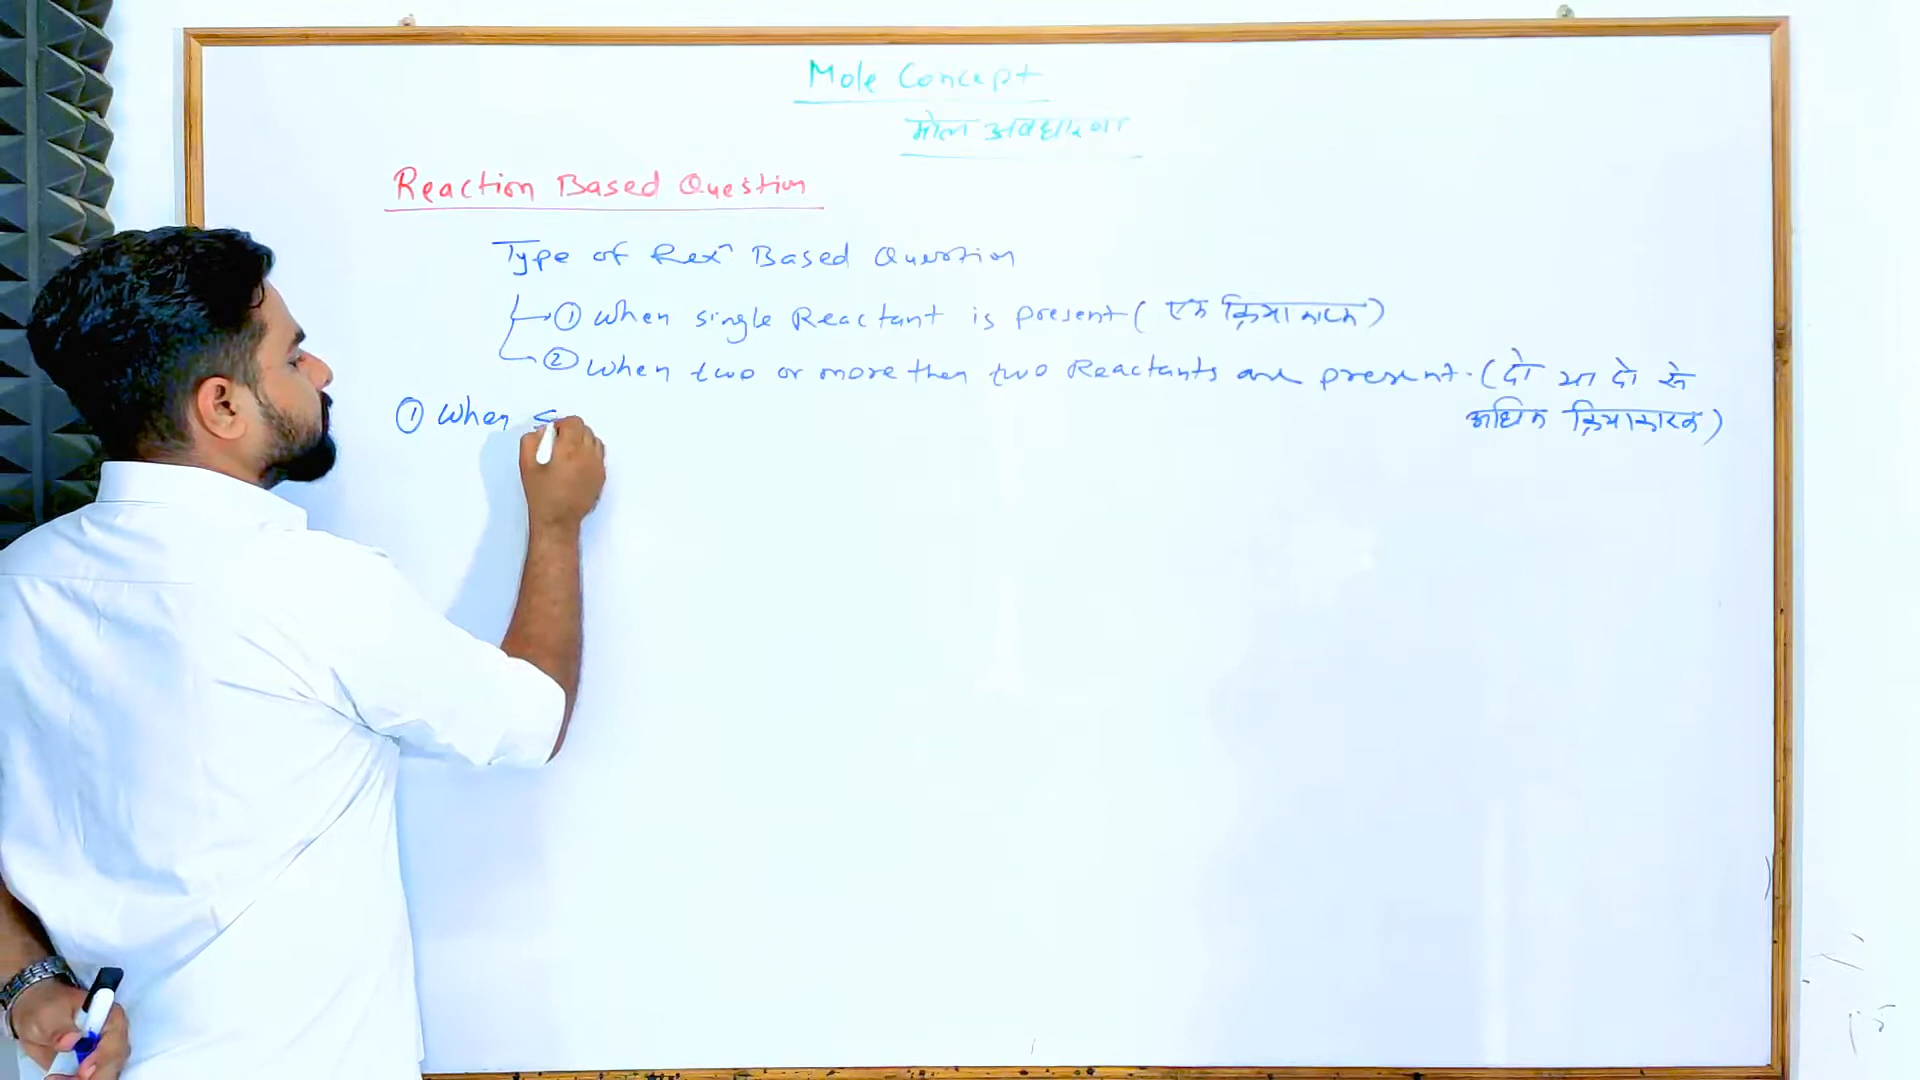 Mole Concept
मोल अवधारणा
Reaction Based Question
Type of Rexⁿ Based Question
① When single Reactant is present ( एक क्रियाकारक )
② When two or more then two Reactants are present. ( दो या दो से
अधिक क्रियाकारक )
① When S